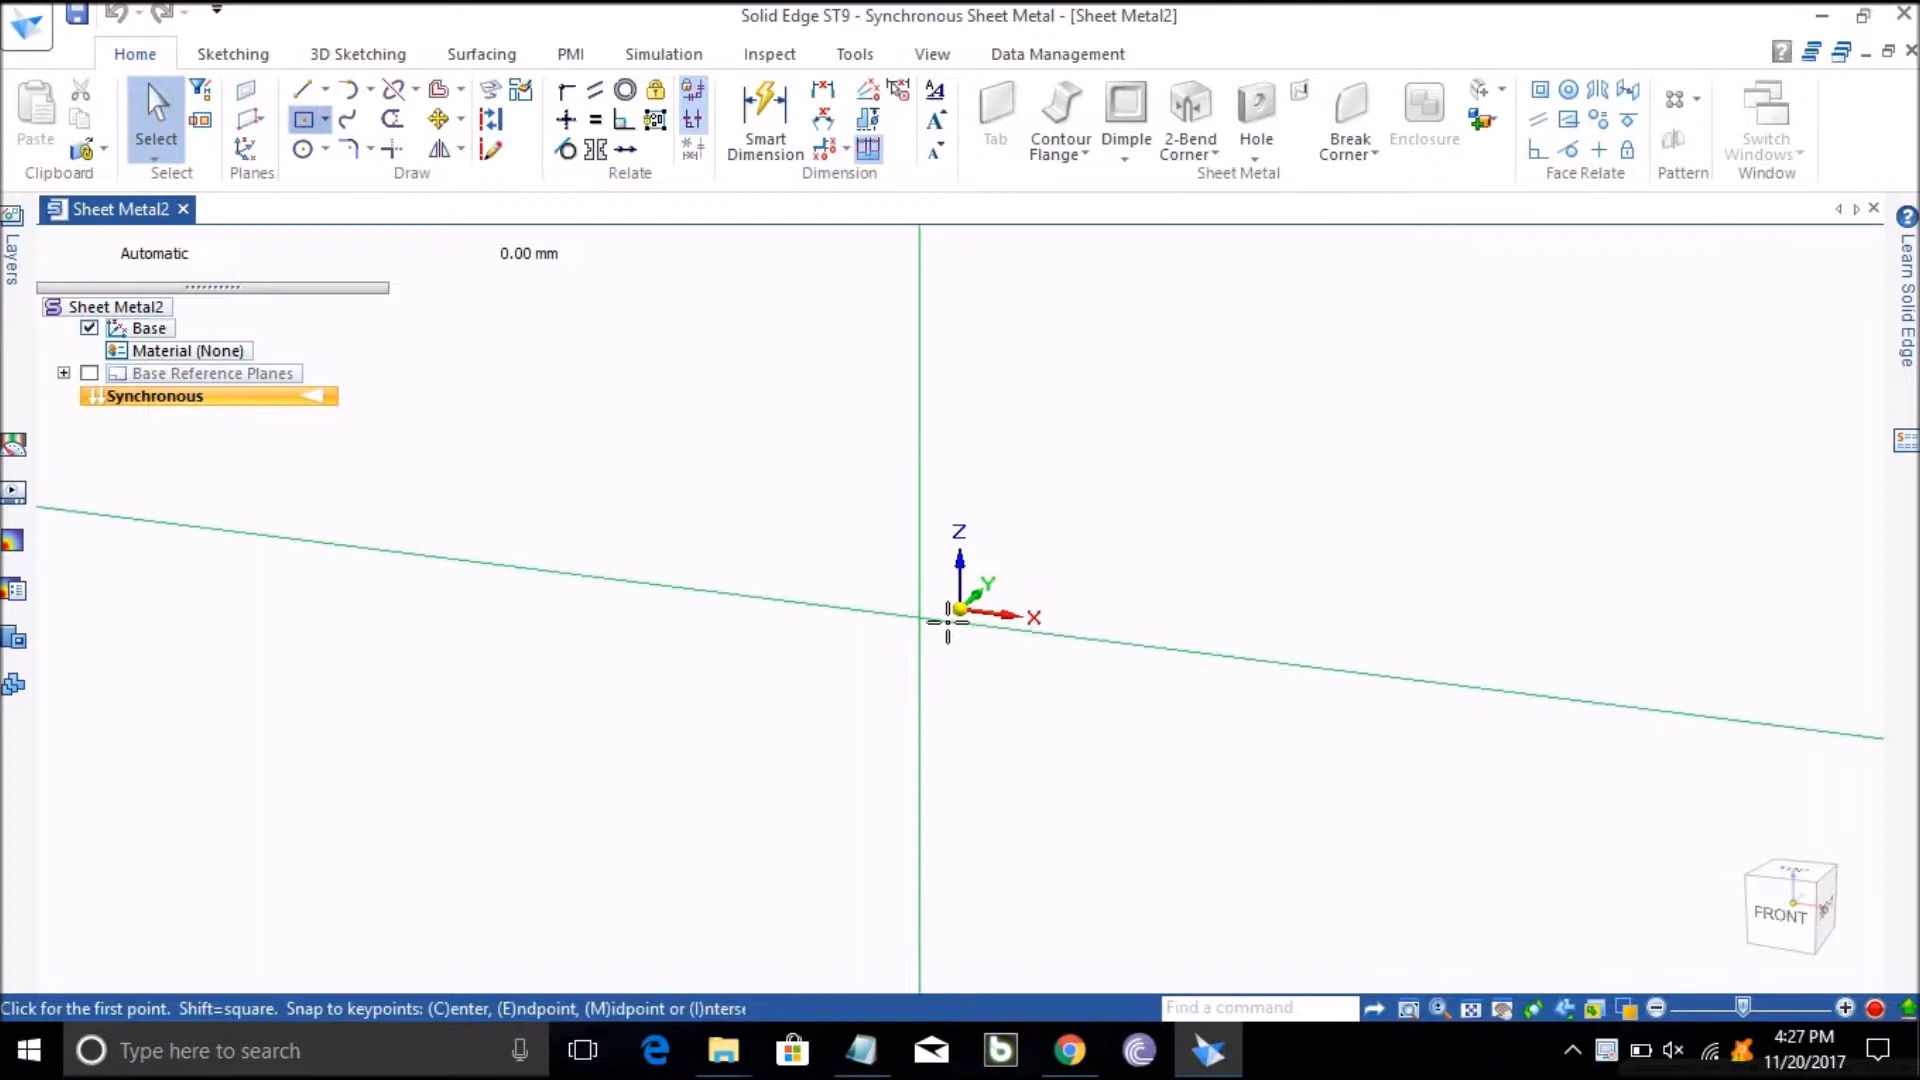 Solid Edge ST9 - Synchronous Sheet Metal - [Sheet Metal2]
Home
Sketching
3D Sketching
Surfacing
PMI
Simulation
Inspect
Tools
View
Data Management
Paste
Clipboard
Select
Select
Planes
Draw
Relate
Smart
Dimension
Dimension
Tab
Contour
Flange
Dimple
2-Bend
Corner
Hole
Break
Corner
Enclosure
Sheet Metal
Face Relate
Pattern
Switch
Windows
Window
Sheet Metal2
Layers
Learn Solid Edge
Automatic
0.00 mm
Sheet Metal2
Base
Material (None)
Base Reference Planes
Synchronous
Z
Y
X
FRONT
Click for the first point. Shift=square. Snap to keypoints: (C)enter, (E)ndpoint, (M)idpoint or (I)nterse
Find a command
Type here to search
4:27 PM
11/20/2017